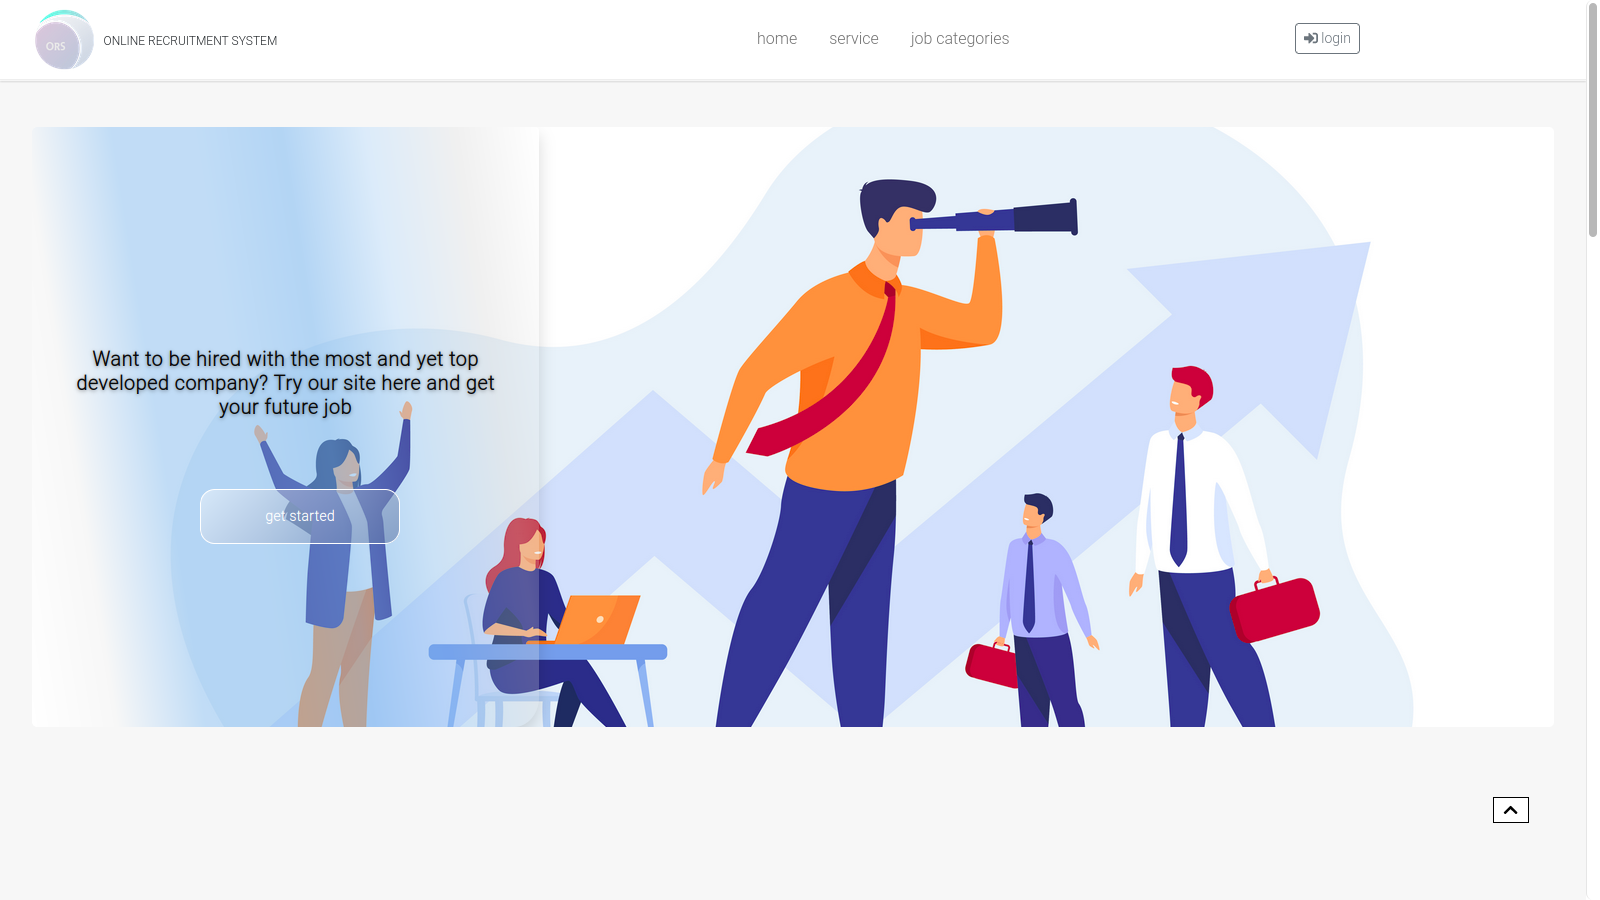 ORS
ONLINE RECRUITMENT SYSTEM
home
service
job categories
login
Want to be hired with the most and yet top
developed company? Try our site here and get
your future job
get started